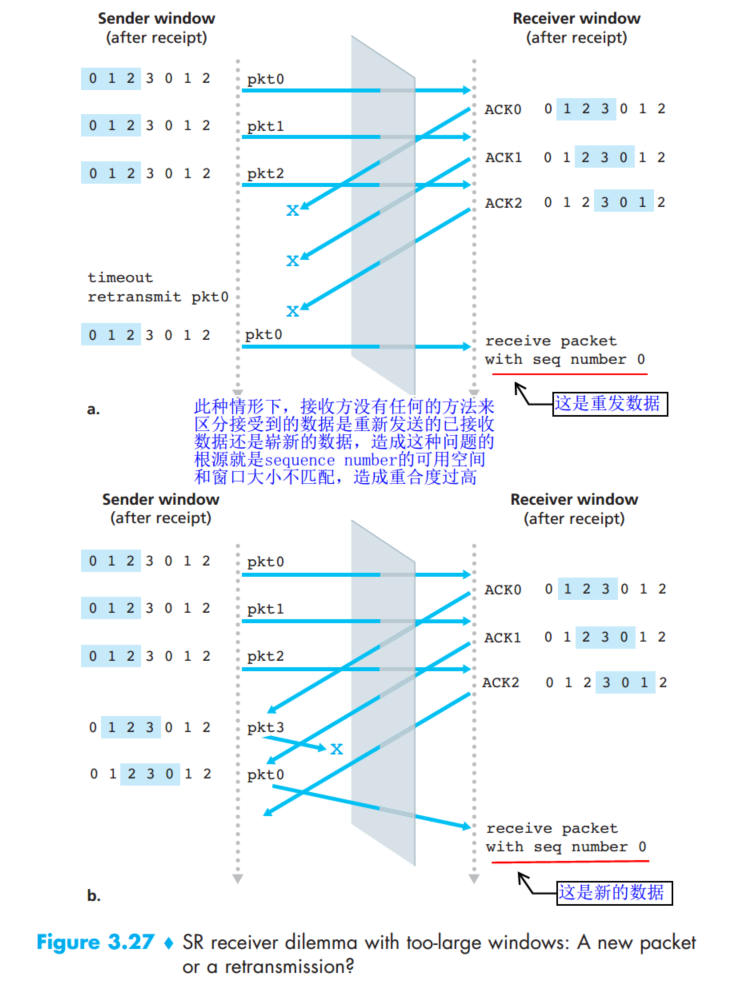 Sender window
(after receipt)
Receiver window
(after receipt)
0 1 2 3 0 1 2
pkt0
ACK0 0 1 2 3 0 1 2
0 1 2 3 0 1 2
pkt1
ACK1 0 1 2 3 0 1 2
0 1 2 3 0 1 2
pkt2
ACK2 0 1 2 3 0 1 2
x
x
x
timeout
retransmit pkt0
0 1 2 3 0 1 2
pkt0
receive packet
with seq number 0
这是重发数据
a.
此种情形下，接收方没有任何的方法来
区分接受到的数据是重新发送的已接收
数据还是崭新的数据，造成这种问题的
根源就是sequence number的可用空间
和窗口大小不匹配，造成重合度过高
Sender window
(after receipt)
Receiver window
(after receipt)
0 1 2 3 0 1 2
pkt0
ACK0 0 1 2 3 0 1 2
0 1 2 3 0 1 2
pkt1
ACK1 0 1 2 3 0 1 2
0 1 2 3 0 1 2
pkt2
ACK2 0 1 2 3 0 1 2
0 1 2 3 0 1 2
pkt3
x
0 1 2 3 0 1 2
pkt0
receive packet
with seq number 0
这是新的数据
b.
Figure 3.27 ♦ SR receiver dilemma with too-large windows: A new packet
or a retransmission?